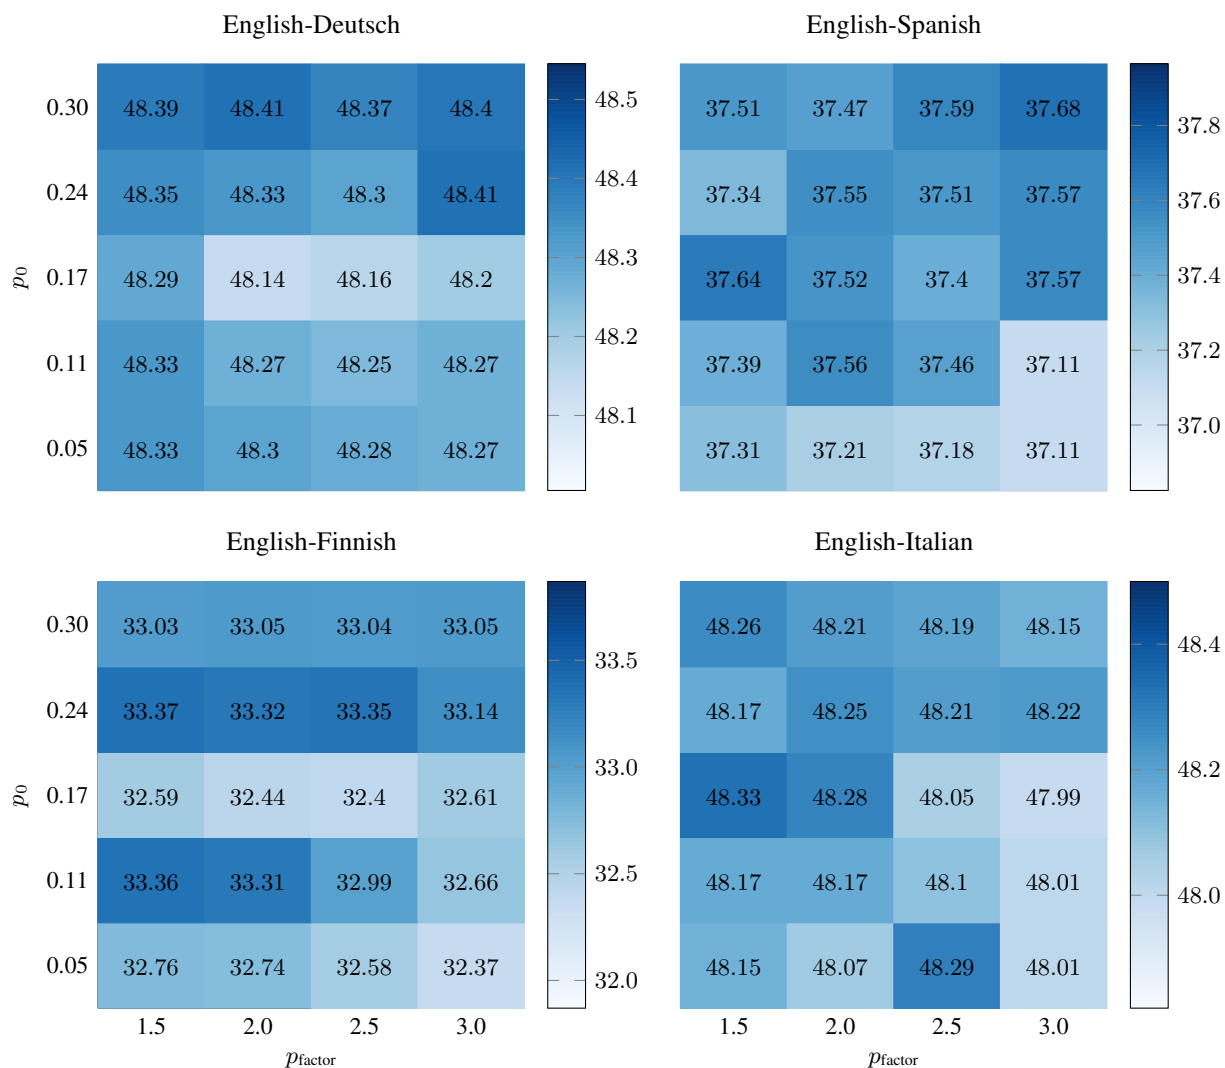 English-Deutsch
0.30 48.39 48.41 48.37 48.4
0.24 48.35 48.33 48.3 48.41
0.17 48.29 48.14 48.16 48.2
0.11 48.33 48.27 48.25 48.27
0.05 48.33 48.3 48.28 48.27
p0
48.5
48.4
48.3
48.2
48.1
English-Spanish
37.51 37.47 37.59 37.68
37.34 37.55 37.51 37.57
37.64 37.52 37.4 37.57
37.39 37.56 37.46 37.11
37.31 37.21 37.18 37.11
37.8
37.6
37.4
37.2
37.0
English-Finnish
0.30 33.03 33.05 33.04 33.05
0.24 33.37 33.32 33.35 33.14
0.17 32.59 32.44 32.4 32.61
0.11 33.36 33.31 32.99 32.66
0.05 32.76 32.74 32.58 32.37
p0
1.5 2.0 2.5 3.0
pfactor
33.5
33.0
32.5
32.0
English-Italian
48.26 48.21 48.19 48.15
48.17 48.25 48.21 48.22
48.33 48.28 48.05 47.99
48.17 48.17 48.1 48.01
48.15 48.07 48.29 48.01
1.5 2.0 2.5 3.0
pfactor
48.4
48.2
48.0